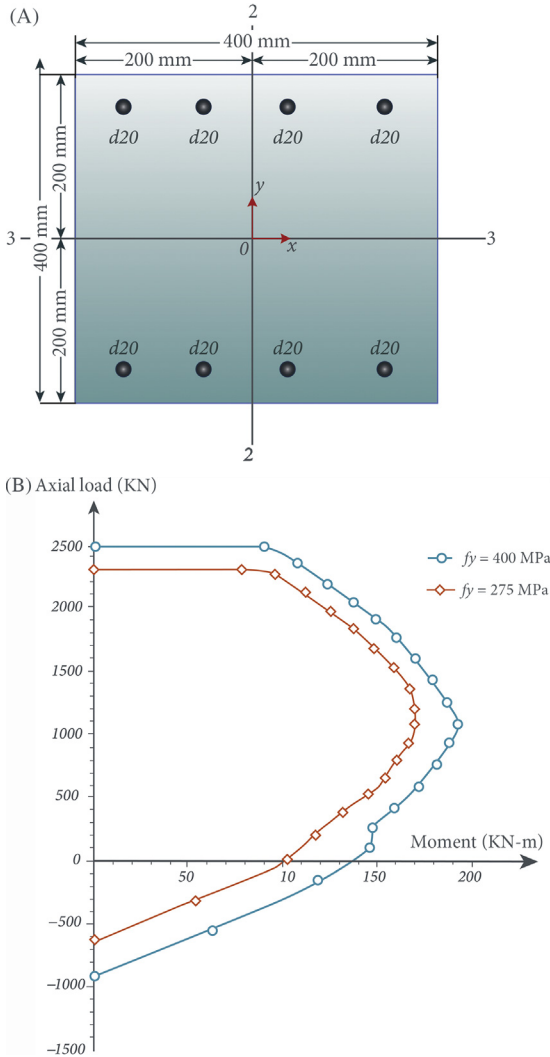 (A)
2
400 mm
200 mm 200 mm
d20 d20 d20 d20
200 mm
y
3 3
400 mm
0 x
200 mm
d20 d20 d20 d20
2
(B) Axial load (KN)
2500
fy = 400 MPa
fy = 275 MPa
2000
1500
1000
500
Moment (KN-m)
0
50 10 150 200
−500
−1000
−1500